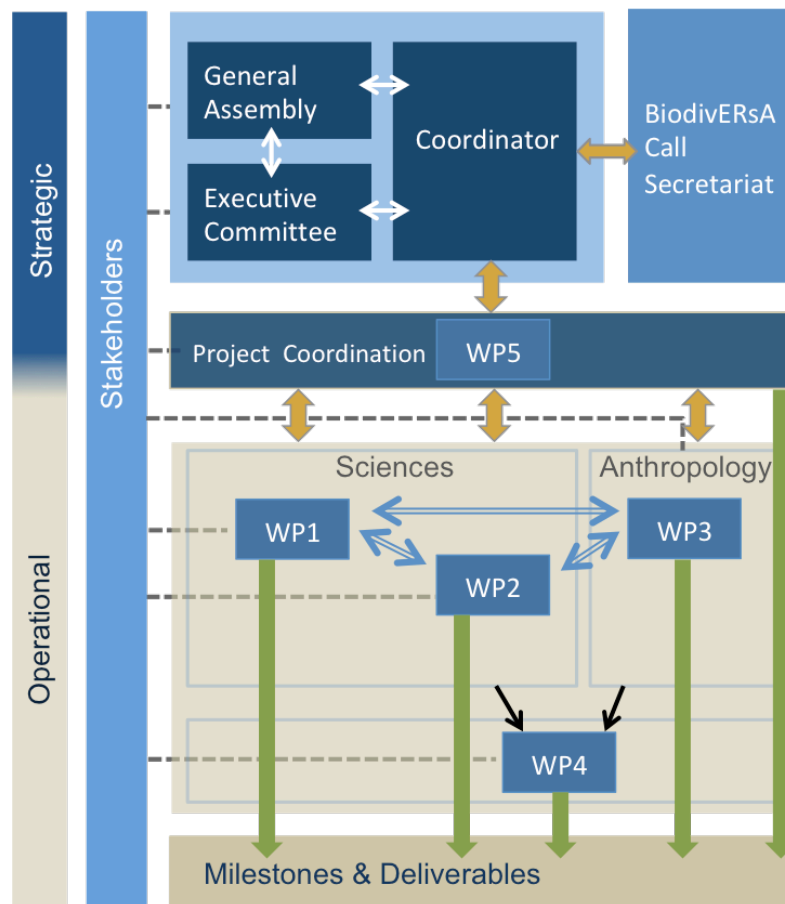 Strategic
Operational
Stakeholders
General
Assembly
Executive
Committee
Coordinator
BiodivERsA
Call
Secretariat
Project Coordination
WP5
Sciences
Anthropology
WP1
WP3
WP2
WP4
Milestones & Deliverables